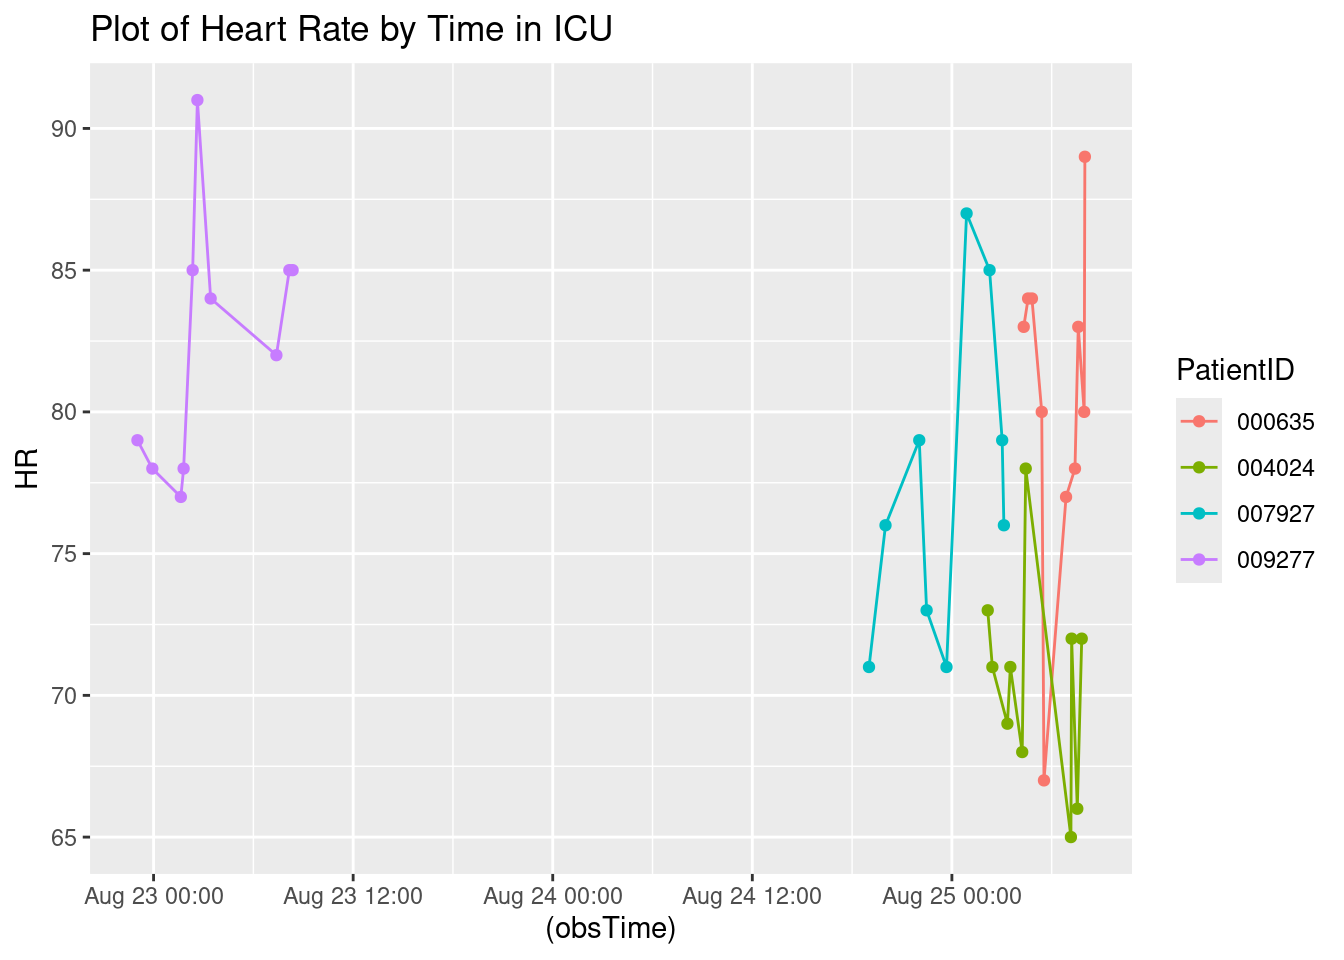 Plot of Heart Rate by Time in ICU
90
85
80
75
70
65
HR
Aug 23 00:00
Aug 23 12:00
Aug 24 00:00
Aug 24 12:00
Aug 25 00:00
(obsTime)
PatientID
000635
004024
007927
009277